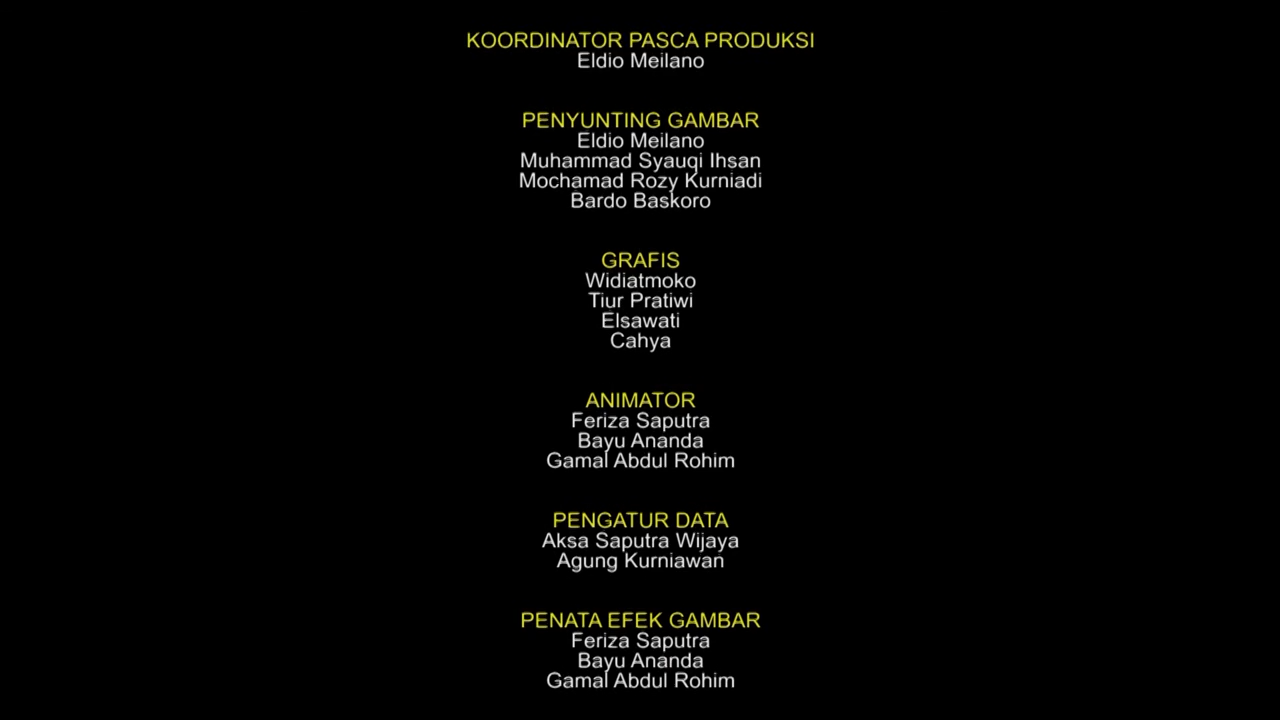 KOORDINATOR PASCA PRODUKSI
Eldio Meilano
PENYUNTING GAMBAR
Eldio Meilano
Muhammad Syauqi Ihsan
Mochamad Rozy Kurniadi
Bardo Baskoro
GRAFIS
Widiatmoko
Tiur Pratiwi
Elsawati
Cahya
ANIMATOR
Feriza Saputra
Bayu Ananda
Gamal Abdul Rohim
PENGATUR DATA
Aksa Saputra Wijaya
Agung Kurniawan
PENATA EFEK GAMBAR
Feriza Saputra
Bayu Ananda
Gamal Abdul Rohim